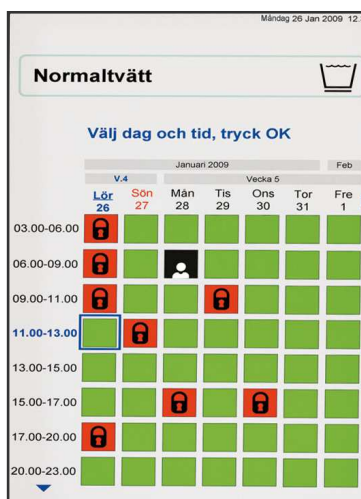 Måndag 26 Jan 2009 12.
Normaltvätt
Välj dag och tid, tryck OK
Januari 2009 Feb
V.4 Vecka 5
Lör Sön Mån Tis Ons Tor Fre
26 27 28 29 30 31 1
03.00-06.00
06.00-09.00
09.00-11.00
11.00-13.00
13.00-15.00
15.00-17.00
17.00-20.00
20.00-23.00